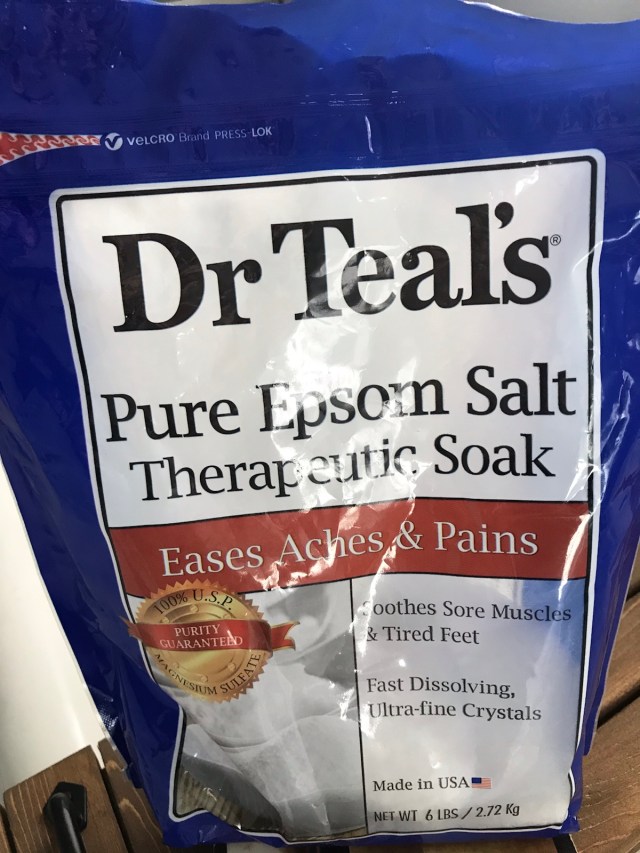 VELCRO Brand PRESS-LOK
Dr Teal's®
Pure Epsom Salt
Therapeutic Soak
Eases Aches & Pains
100% U.S.P.
PURITY
GUARANTEED
MAGNESIUM SULFATE
Soothes Sore Muscles
& Tired Feet
Fast Dissolving,
Ultra-fine Crystals
Made in USA
NET WT 6 LBS / 2.72 Kg